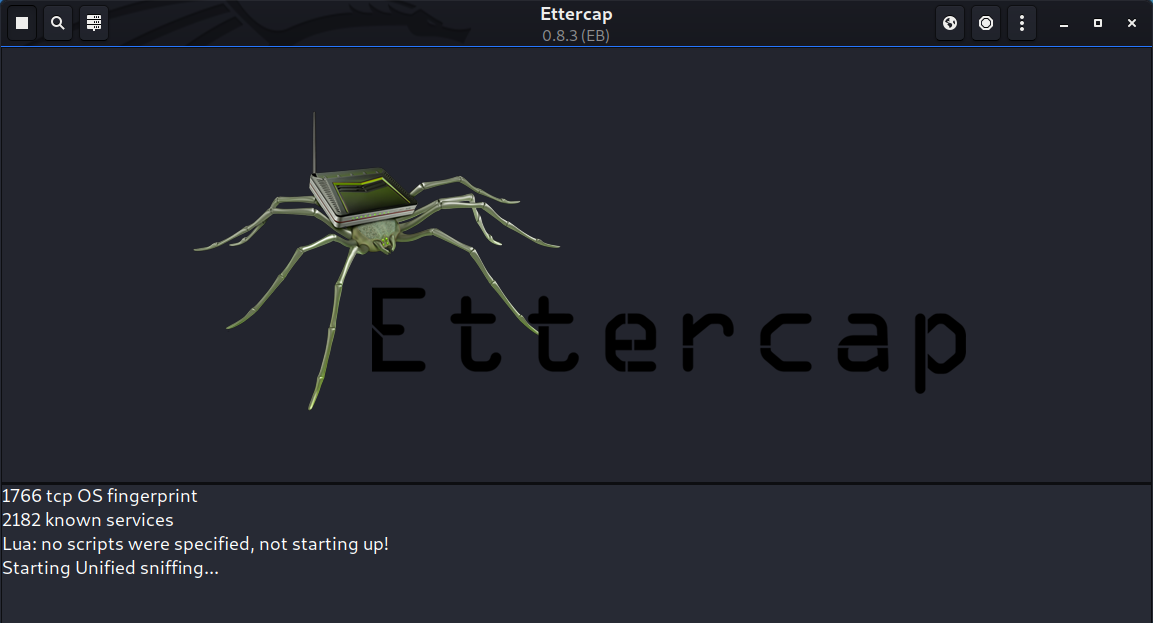 Ettercap
0.8.3 (EB)
Ettercap
1766 tcp OS fingerprint
2182 known services
Lua: no scripts were specified, not starting up!
Starting Unified sniffing...